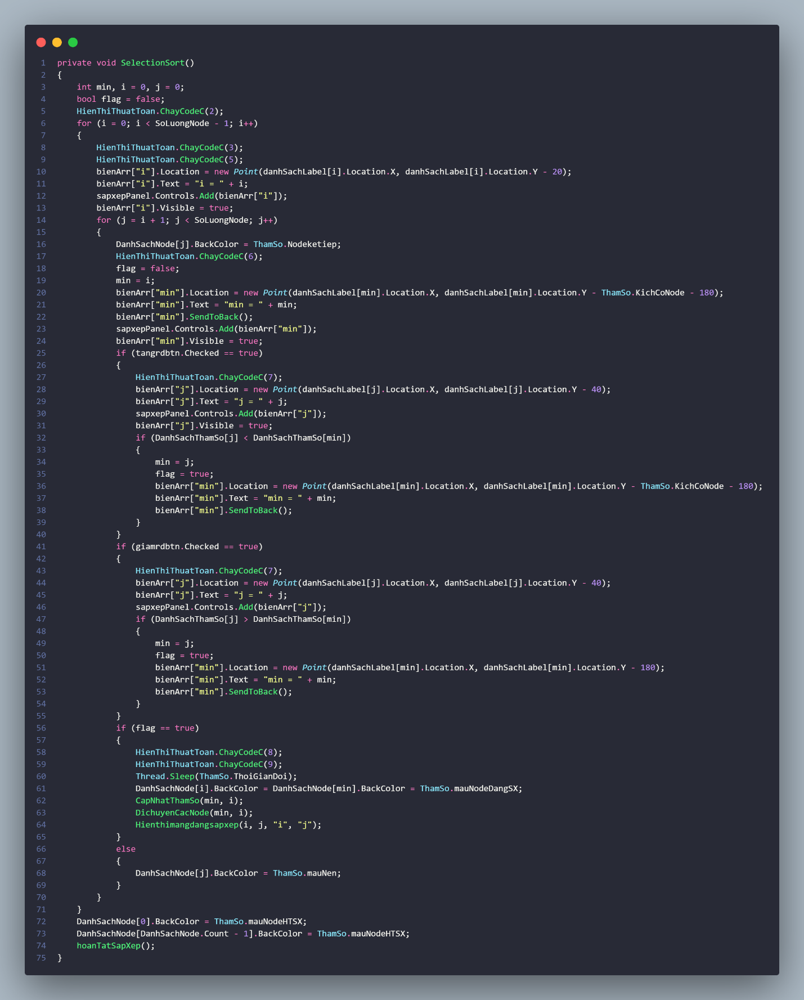 1 private void SelectionSort()
2 {
3     int min, i = 0, j = 0;
4     bool flag = false;
5     HienThiThuatToan.ChayCodeC(2);
6     for (i = 0; i < SoLuongNode - 1; i++)
7     {
8         HienThiThuatToan.ChayCodeC(3);
9         HienThiThuatToan.ChayCodeC(5);
10         bienArr["i"].Location = new Point(danhSachLabel[i].Location.X, danhSachLabel[i].Location.Y - 20);
11         bienArr["i"].Text = "i = " + i;
12         sapxepPanel.Controls.Add(bienArr["i"]);
13         bienArr["i"].Visible = true;
14         for (j = i + 1; j < SoLuongNode; j++)
15         {
16             DanhSachNode[j].BackColor = ThamSo.Nodeketiep;
17             HienThiThuatToan.ChayCodeC(6);
18             flag = false;
19             min = i;
20             bienArr["min"].Location = new Point(danhSachLabel[min].Location.X, danhSachLabel[min].Location.Y - ThamSo.KichCoNode - 180);
21             bienArr["min"].Text = "min = " + min;
22             bienArr["min"].SendToBack();
23             sapxepPanel.Controls.Add(bienArr["min"]);
24             bienArr["min"].Visible = true;
25             if (tangrdbtn.Checked == true)
26             {
27                 HienThiThuatToan.ChayCodeC(7);
28                 bienArr["j"].Location = new Point(danhSachLabel[j].Location.X, danhSachLabel[j].Location.Y - 40);
29                 bienArr["j"].Text = "j = " + j;
30                 sapxepPanel.Controls.Add(bienArr["j"]);
31                 bienArr["j"].Visible = true;
32                 if (DanhSachThamSo[j] < DanhSachThamSo[min])
33                 {
34                     min = j;
35                     flag = true;
36                     bienArr["min"].Location = new Point(danhSachLabel[min].Location.X, danhSachLabel[min].Location.Y - ThamSo.KichCoNode - 180);
37                     bienArr["min"].Text = "min = " + min;
38                     bienArr["min"].SendToBack();
39                 }
40             }
41             if (giamrdbtn.Checked == true)
42             {
43                 HienThiThuatToan.ChayCodeC(7);
44                 bienArr["j"].Location = new Point(danhSachLabel[j].Location.X, danhSachLabel[j].Location.Y - 40);
45                 bienArr["j"].Text = "j = " + j;
46                 sapxepPanel.Controls.Add(bienArr["j"]);
47                 if (DanhSachThamSo[j] > DanhSachThamSo[min])
48                 {
49                     min = j;
50                     flag = true;
51                     bienArr["min"].Location = new Point(danhSachLabel[min].Location.X, danhSachLabel[min].Location.Y - 180);
52                     bienArr["min"].Text = "min = " + min;
53                     bienArr["min"].SendToBack();
54                 }
55             }
56             if (flag == true)
57             {
58                 HienThiThuatToan.ChayCodeC(8);
59                 HienThiThuatToan.ChayCodeC(9);
60                 Thread.Sleep(ThamSo.ThoiGianDoi);
61                 DanhSachNode[i].BackColor = DanhSachNode[min].BackColor = ThamSo.mauNodeDangSX;
62                 CapNhatThamSo(min, i);
63                 DichuyenCacNode(min, i);
64                 Hienthimangdangsapxep(i, j, "i", "j");
65             }
66             else
67             {
68                 DanhSachNode[j].BackColor = ThamSo.mauNen;
69             }
70         }
71     }
72     DanhSachNode[0].BackColor = ThamSo.mauNodeHTSX;
73     DanhSachNode[DanhSachNode.Count - 1].BackColor = ThamSo.mauNodeHTSX;
74     hoanTatSapXep();
75 }